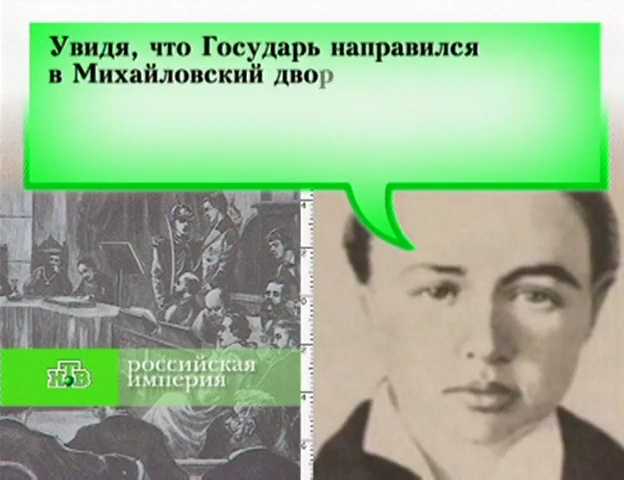 Увидя, что Государь направился
в Михайловский двор
НТВ
российская
империя